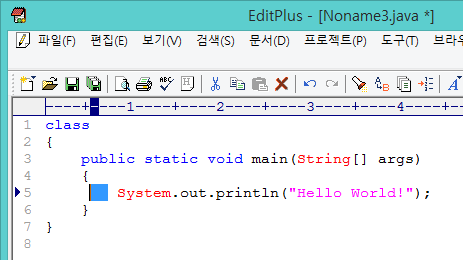 EditPlus - [Noname3.java *]
파일(F) 편집(E) 보기(V) 검색(S) 문서(D) 프로젝트(P) 도구(T) 브라우
ABC A B A
----+----1----+----2----+----3----+----4----+--
1 class
2 {
3 public static void main(String[] args)
4 {
5 System.out.println("Hello World!");
6 }
7 }
8